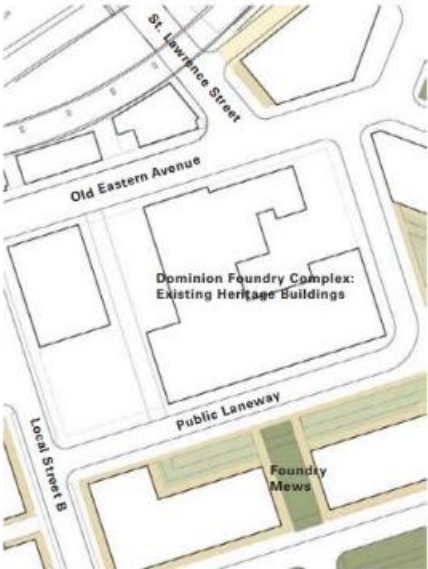 St. Lawrence Street
Old Eastern Avenue
Dominion Foundry Complex:
Existing Heritage Buildings
Public Laneway
Local Street B
Foundry
Mews